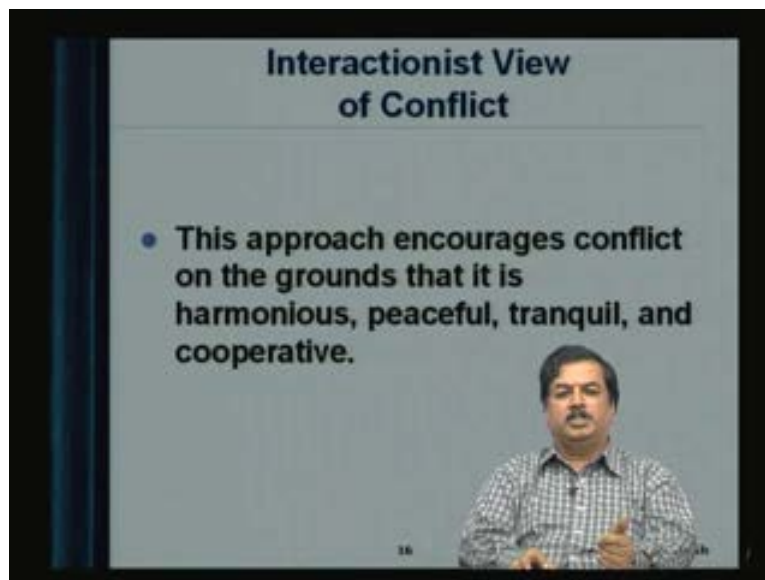 Interactionist View
of Conflict
• This approach encourages conflict
on the grounds that it is
harmonious, peaceful, tranquil, and
cooperative.
16